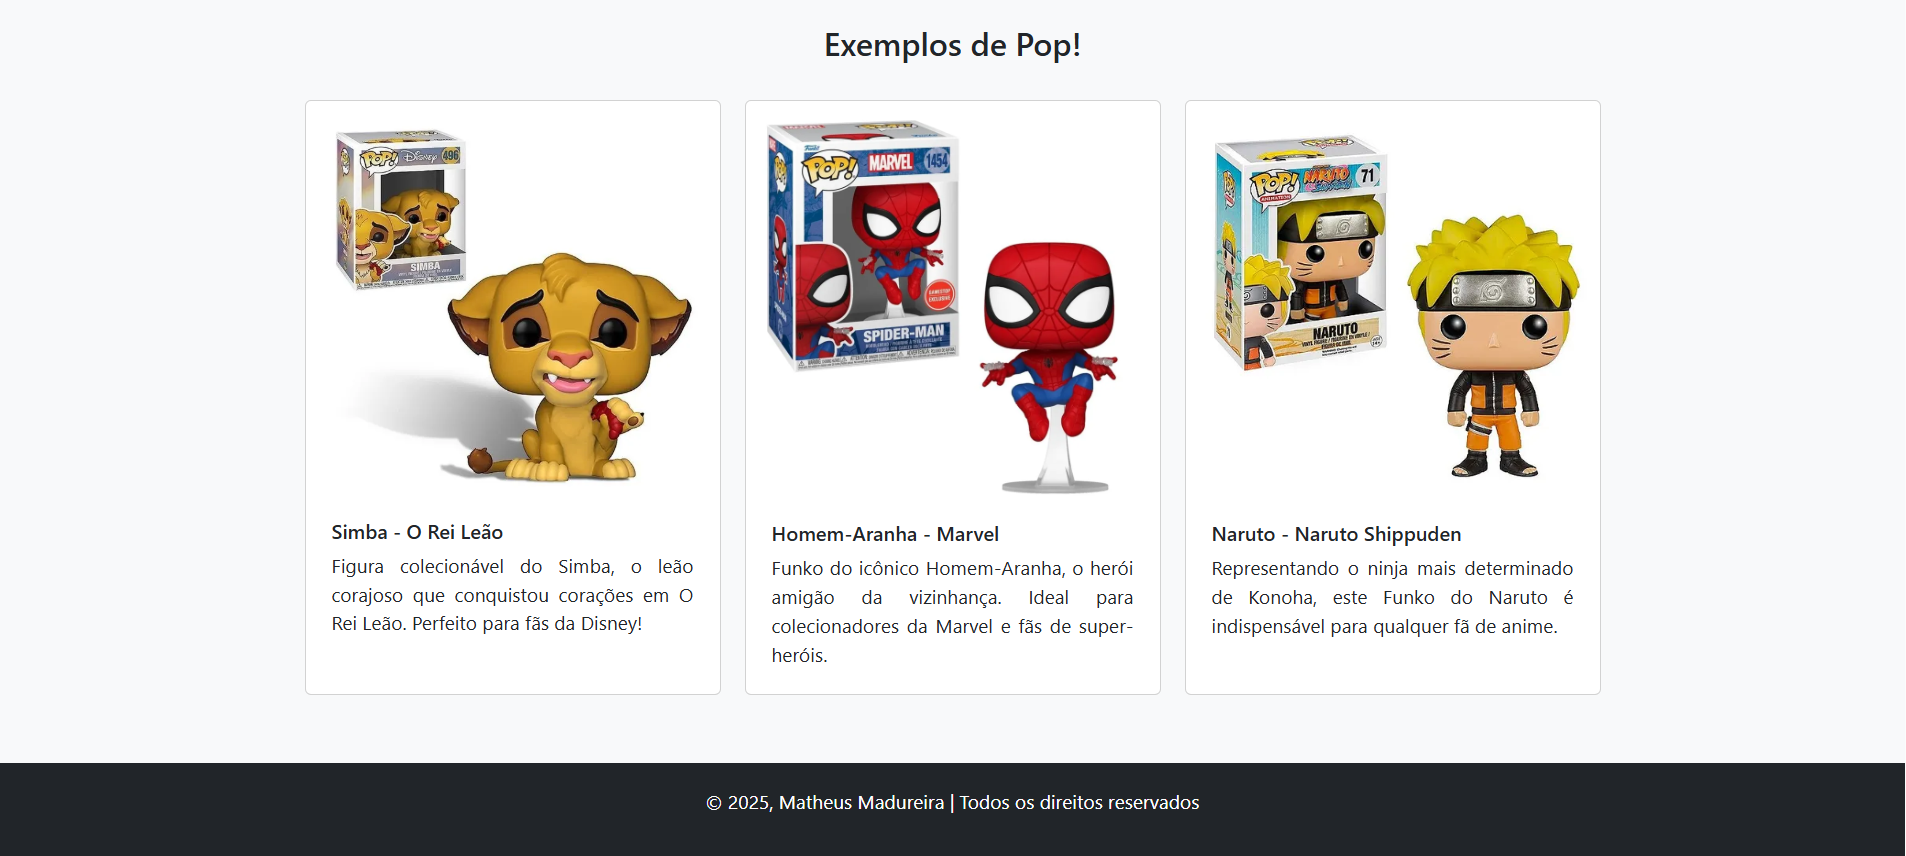 Exemplos de Pop!
POP! Disney 496
SIMBA
Simba - O Rei Leão
Figura colecionável do Simba, o leão
corajoso que conquistou corações em O
Rei Leão. Perfeito para fãs da Disney!
POP! MARVEL 1454
GAMESTOP
EXCLUSIVE
SPIDER-MAN
Homem-Aranha - Marvel
Funko do icônico Homem-Aranha, o herói
amigão da vizinhança. Ideal para
colecionadores da Marvel e fãs de super-
heróis.
POP! NARUTO 71
ANIMATION SHIPPUDEN
NARUTO
Naruto - Naruto Shippuden
Representando o ninja mais determinado
de Konoha, este Funko do Naruto é
indispensável para qualquer fã de anime.
© 2025, Matheus Madureira | Todos os direitos reservados